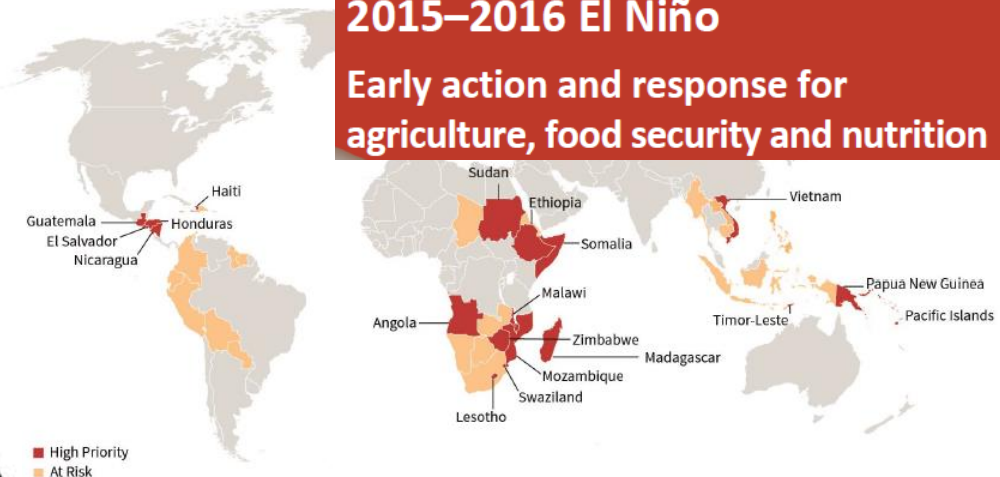 2015–2016 El Niño
Early action and response for
agriculture, food security and nutrition
Haiti
Guatemala
Honduras
El Salvador
Nicaragua
Sudan
Ethiopia
Somalia
Malawi
Angola
Zimbabwe
Madagascar
Mozambique
Swaziland
Lesotho
Vietnam
Papua New Guinea
Timor-Leste
Pacific Islands
High Priority
At Risk